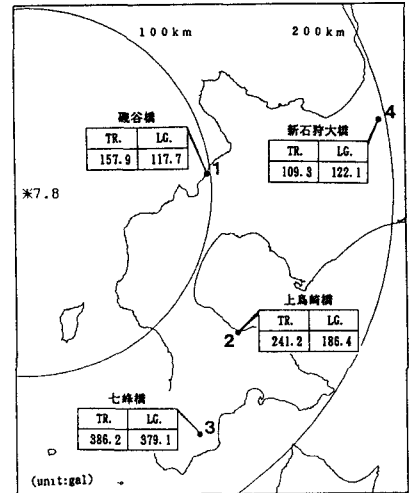 100km
200km
磯谷橋
TR. LG.
157.9 117.7
1
4
新石狩大橋
TR. LG.
109.3 122.1
*7.8
上島崎橋
TR. LG.
241.2 186.4
2
七峰橋
TR. LG.
386.2 379.1
3
(unit:gal)